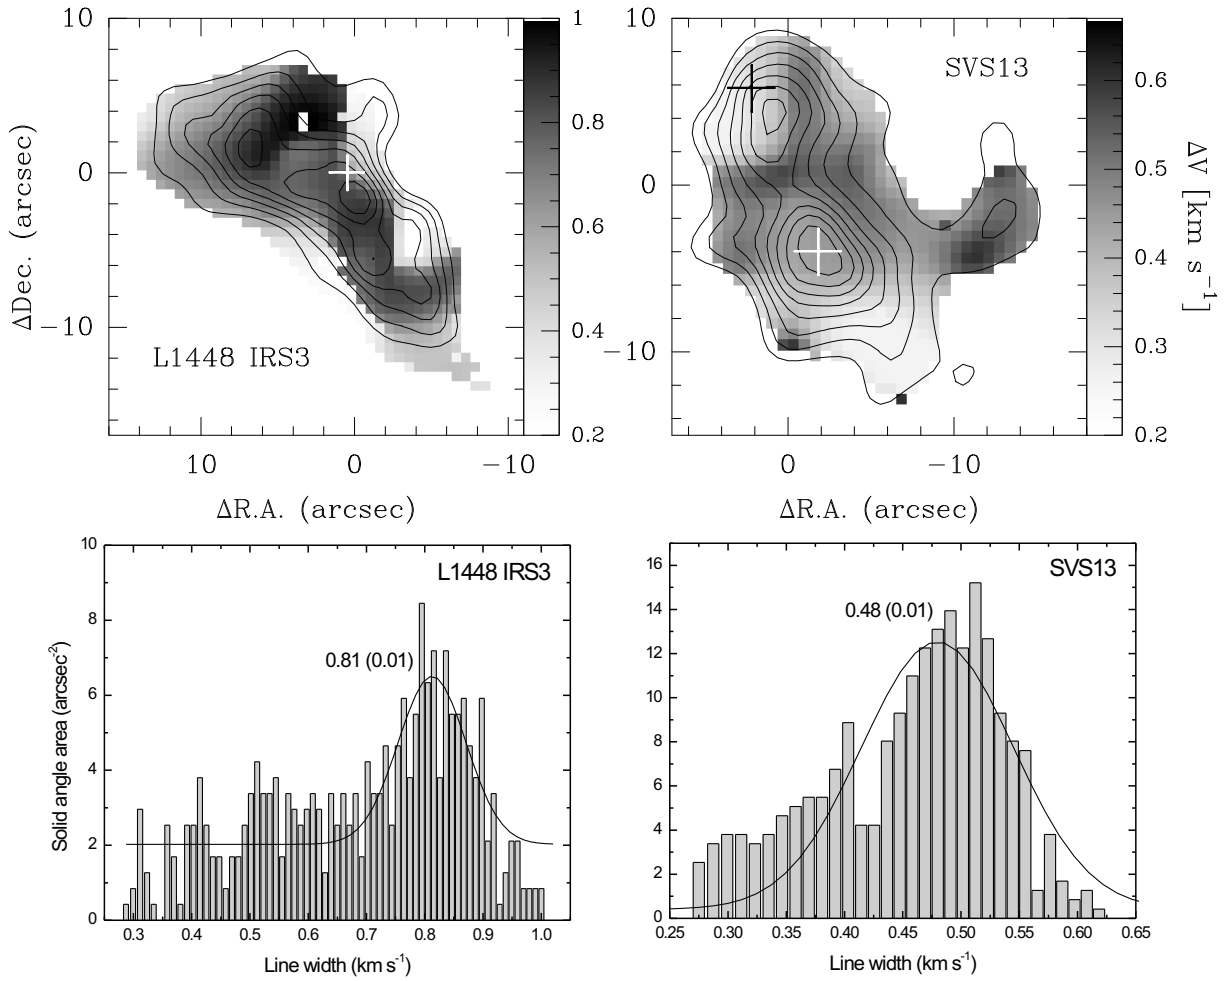 10
0
−10
ΔDec. (arcsec)
L1448 IRS3
10
0
−10
ΔR.A. (arcsec)
1
0.8
0.6
0.4
0.2
10
0
−10
SVS13
0
−10
ΔR.A. (arcsec)
0.6
0.5
0.4
0.3
0.2
ΔV [km s⁻¹]
10
8
6
4
2
0
Solid angle area (arcsec⁻²)
L1448 IRS3
0.81 (0.01)
0.3 0.4 0.5 0.6 0.7 0.8 0.9 1.0
Line width (km s⁻¹)
16
14
12
10
8
6
4
2
0
SVS13
0.48 (0.01)
0.25 0.30 0.35 0.40 0.45 0.50 0.55 0.60 0.65
Line width (km s⁻¹)